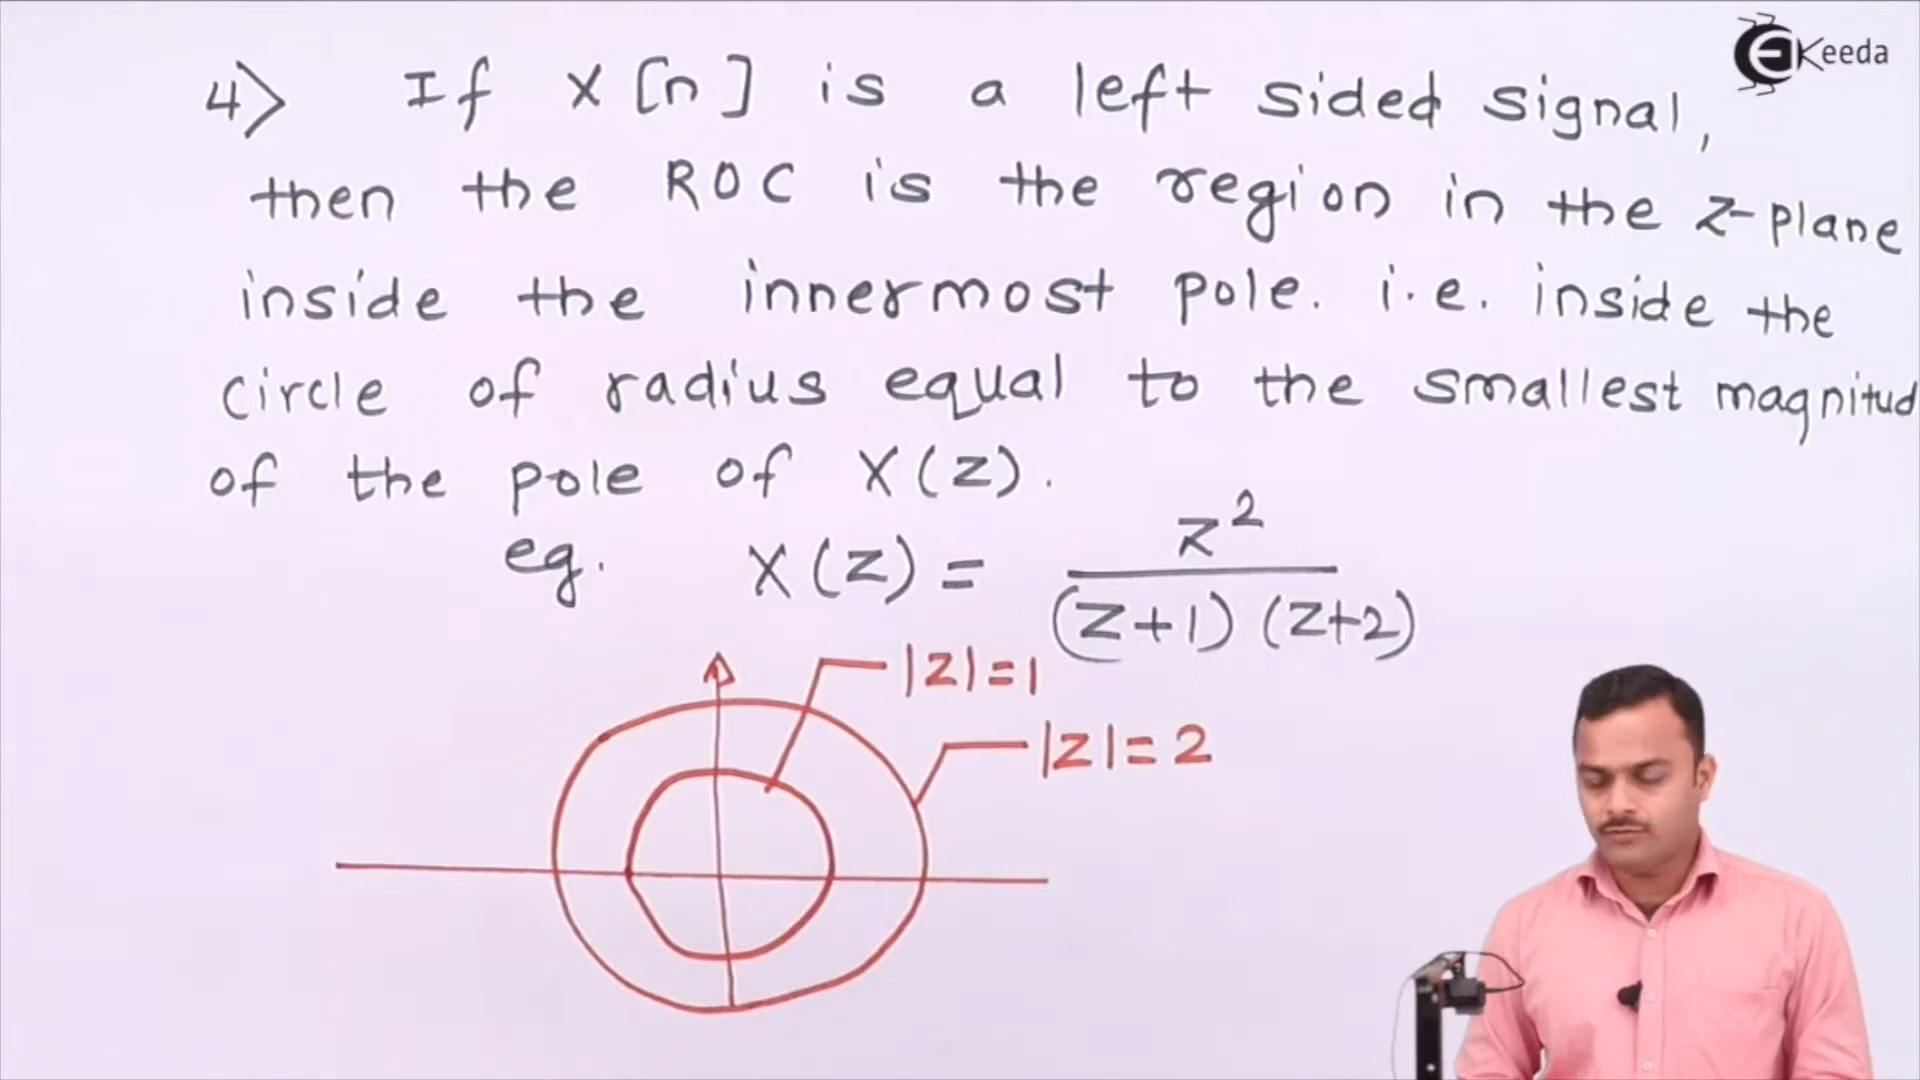 EKeeda
4> If x[n] is a left sided signal,
then the ROC is the region in the z-plane
inside the innermost pole. i.e. inside the
circle of radius equal to the smallest magnitud
of the pole of X(z).
eg. X(z) = z²
(z+1) (z+2)
|z|=1
|z|=2